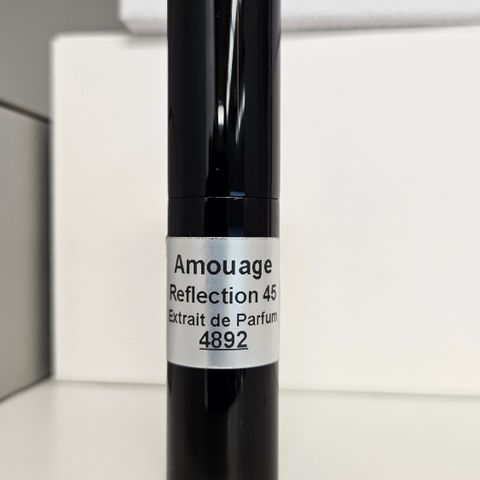 Amouage
Reflection 45
Extrait de Parfum
4892